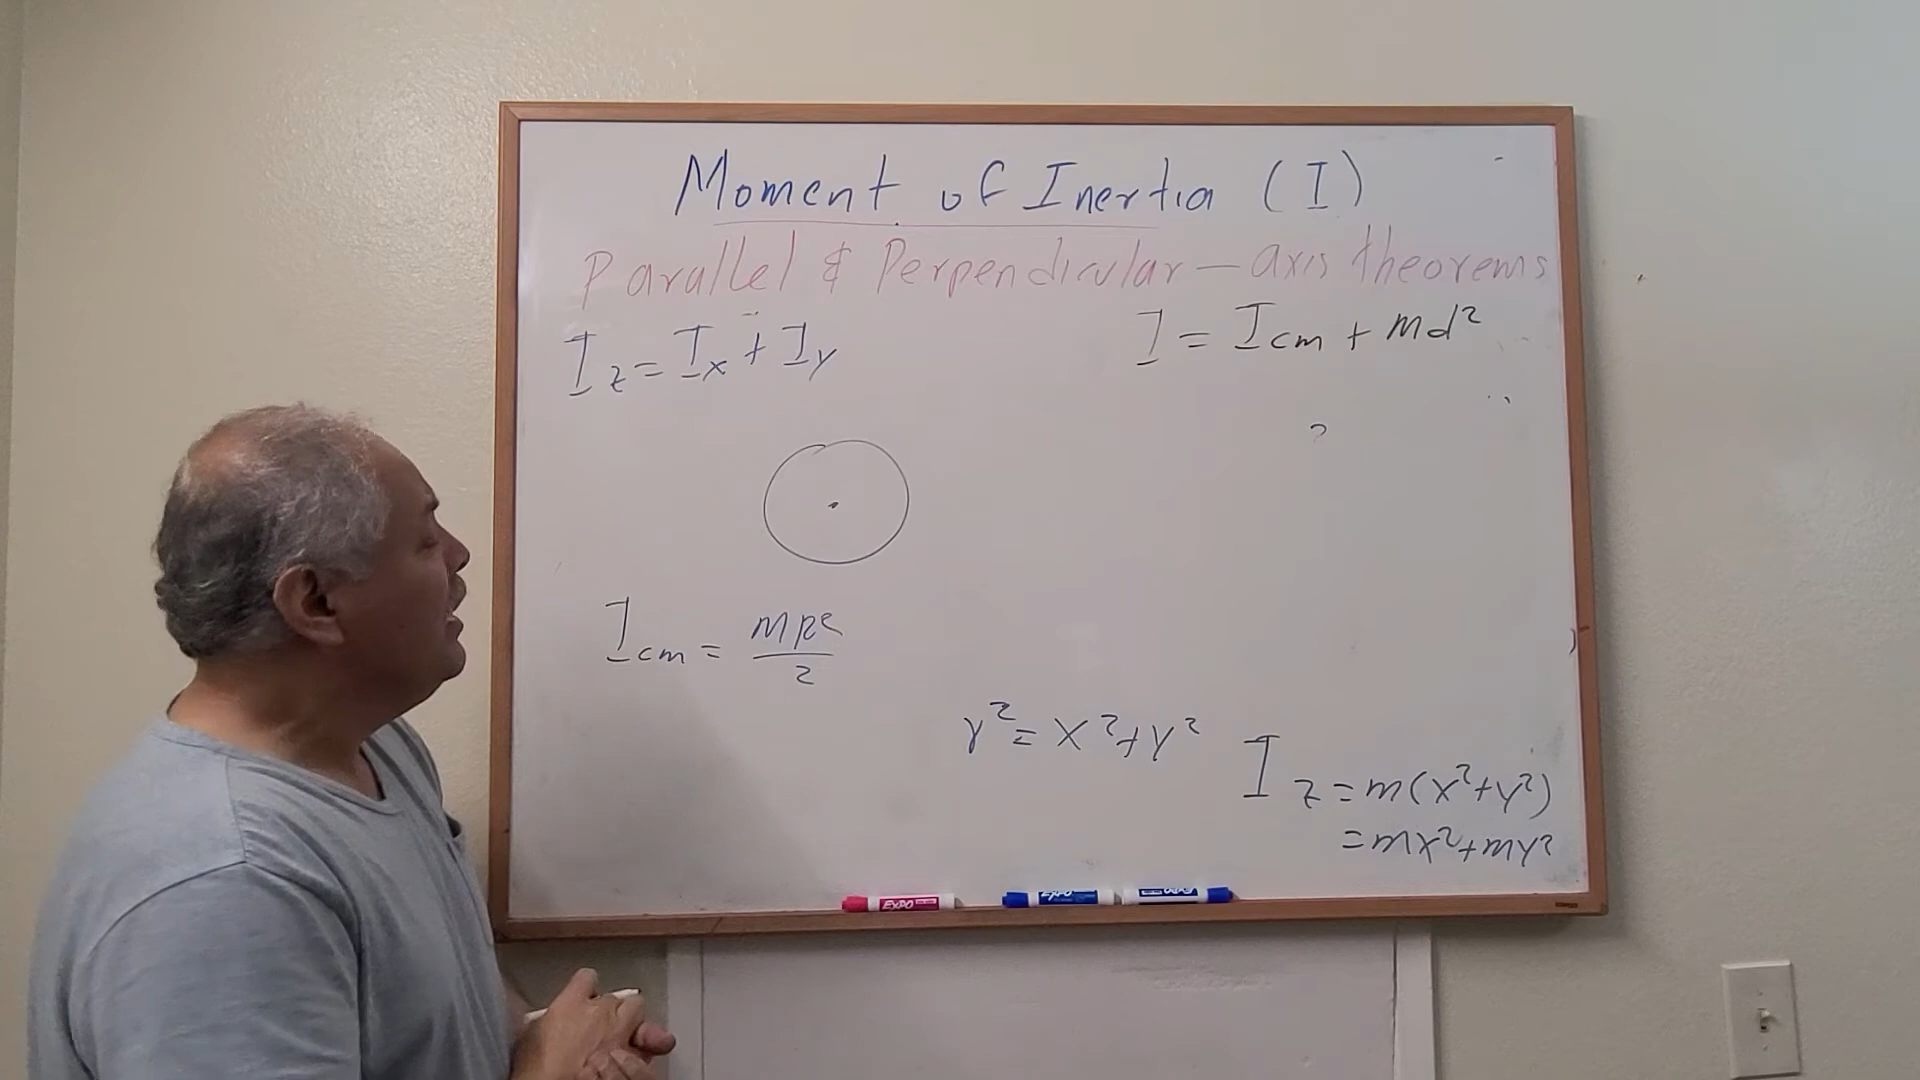 Moment of Inertia (I)
Parallel & Perpendicular-axis theorems
I_z = I_x + I_y
I = I_cm + md²
?
I_cm = MR²/2
r² = x² + y²
I_z = m(x² + y²)
= mx² + my²
EXPO
EXPO
EXPO